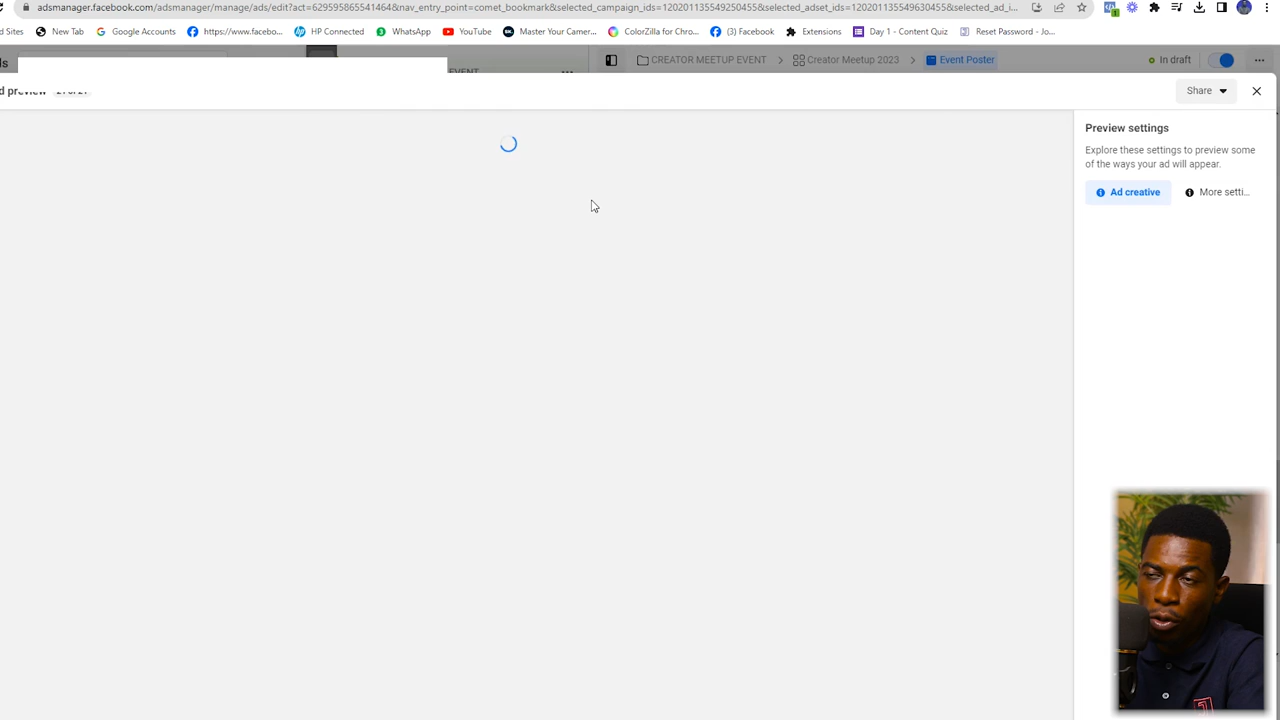 adsmanager.facebook.com/adsmanager/manage/ads/edit?act=629595865541464&nav_entry_point=comet_bookmark&selected_campaign_ids=120201135549250455&selected_adset_ids=120201135549630455&selected_ad_i...
d Sites New Tab Google Accounts https://www.facebo... HP Connected WhatsApp YouTube Master Your Camer... ColorZilla for Chro... (3) Facebook Extensions Day 1 - Content Quiz Reset Password - Jo...
ds CREATOR MEETUP EVENT > Creator Meetup 2023 > Event Poster In draft
EVENT
d preview Share
Preview settings
Explore these settings to preview some
of the ways your ad will appear.
Ad creative More setti...